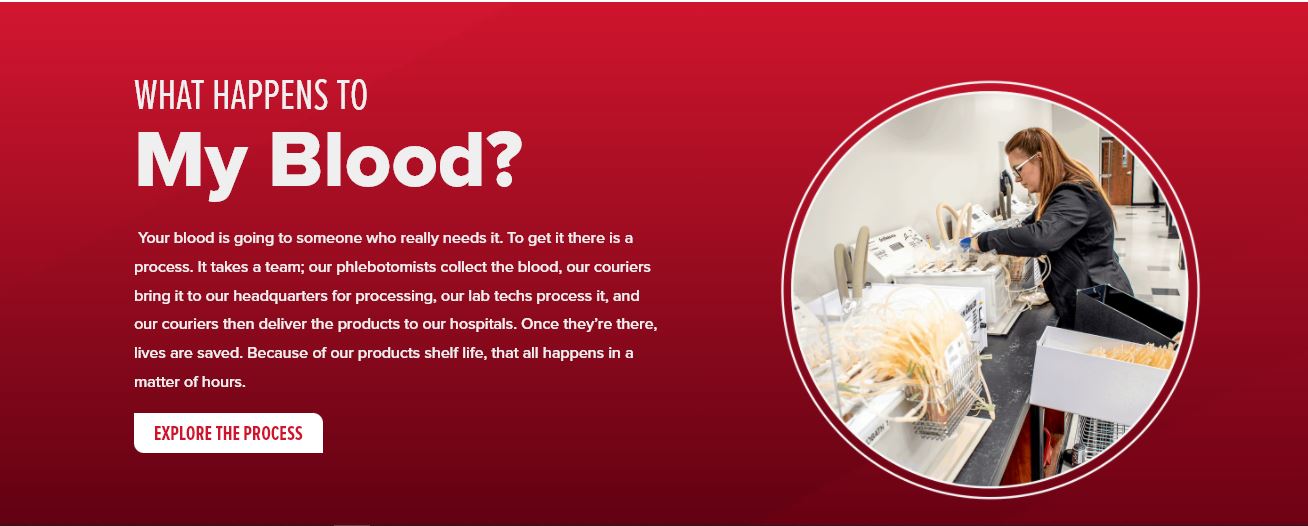 WHAT HAPPENS TO
My Blood?
Your blood is going to someone who really needs it. To get it there is a
process. It takes a team; our phlebotomists collect the blood, our couriers
bring it to our headquarters for processing, our lab techs process it, and
our couriers then deliver the products to our hospitals. Once they’re there,
lives are saved. Because of our products shelf life, that all happens in a
matter of hours.
EXPLORE THE PROCESS